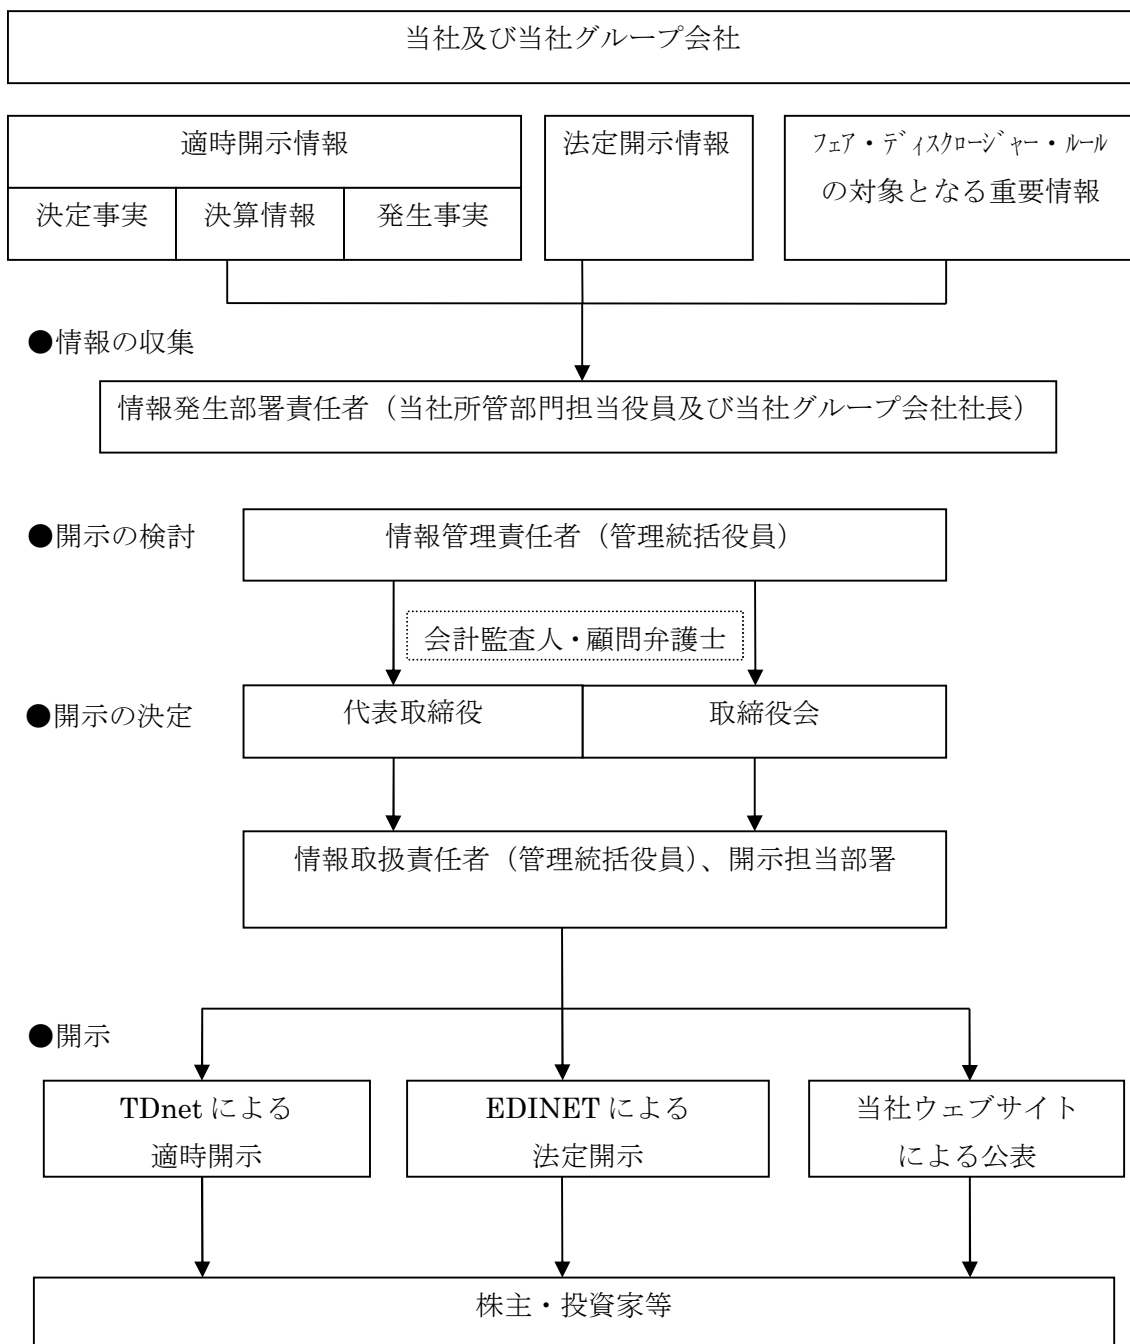 当社及び当社グループ会社
適時開示情報
決定事実
決算情報
発生事実
法定開示情報
フェア・ディスクロージャー・ルール
の対象となる重要情報
●情報の収集
情報発生部署責任者（当社所管部門担当役員及び当社グループ会社社長）
●開示の検討
情報管理責任者（管理統括役員）
会計監査人・顧問弁護士
●開示の決定
代表取締役
取締役会
情報取扱責任者（管理統括役員）、開示担当部署
●開示
TDnet による
適時開示
EDINET による
法定開示
当社ウェブサイト
による公表
株主・投資家等